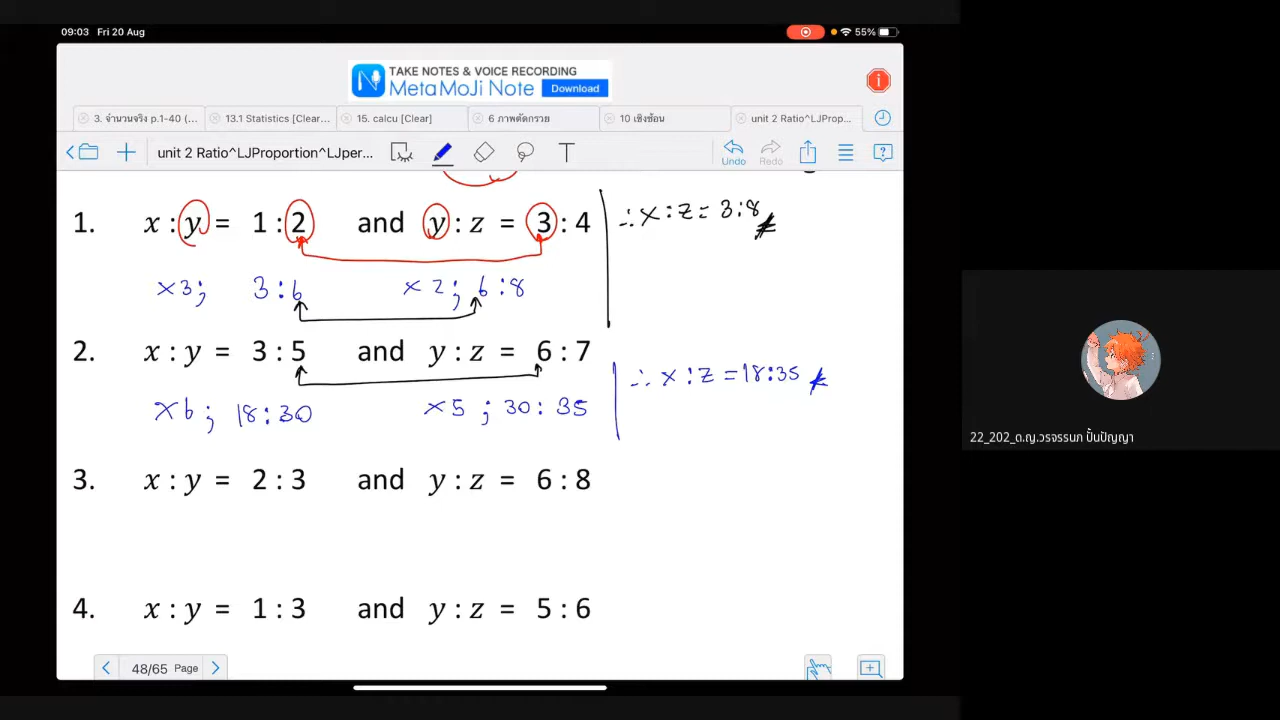 09:03 Fri 20 Aug
55%
TAKE NOTES & VOICE RECORDING
MetaMoJi Note Download
3. จำนวนจริง p.1-40 (...
13.1 Statistics [Clear...
15. calcu [Clear]
6 ภาพตัดกรวย
10 เชิงซ้อน
unit 2 Ratio^LJProp...
unit 2 Ratio^LJProportion^LJper...
T
Undo
Redo
1. x : y = 1 : 2 and y : z = 3 : 4
∴ x : z = 3 : 8
×3; 3 : 6 ×2; 6 : 8
2. x : y = 3 : 5 and y : z = 6 : 7
∴ x : z = 18 : 35
×6; 18 : 30 ×5; 30 : 35
3. x : y = 2 : 3 and y : z = 6 : 8
4. x : y = 1 : 3 and y : z = 5 : 6
48/65 Page
22_202_ด.ญ.วรจรรนภ ปั้นปัญญา